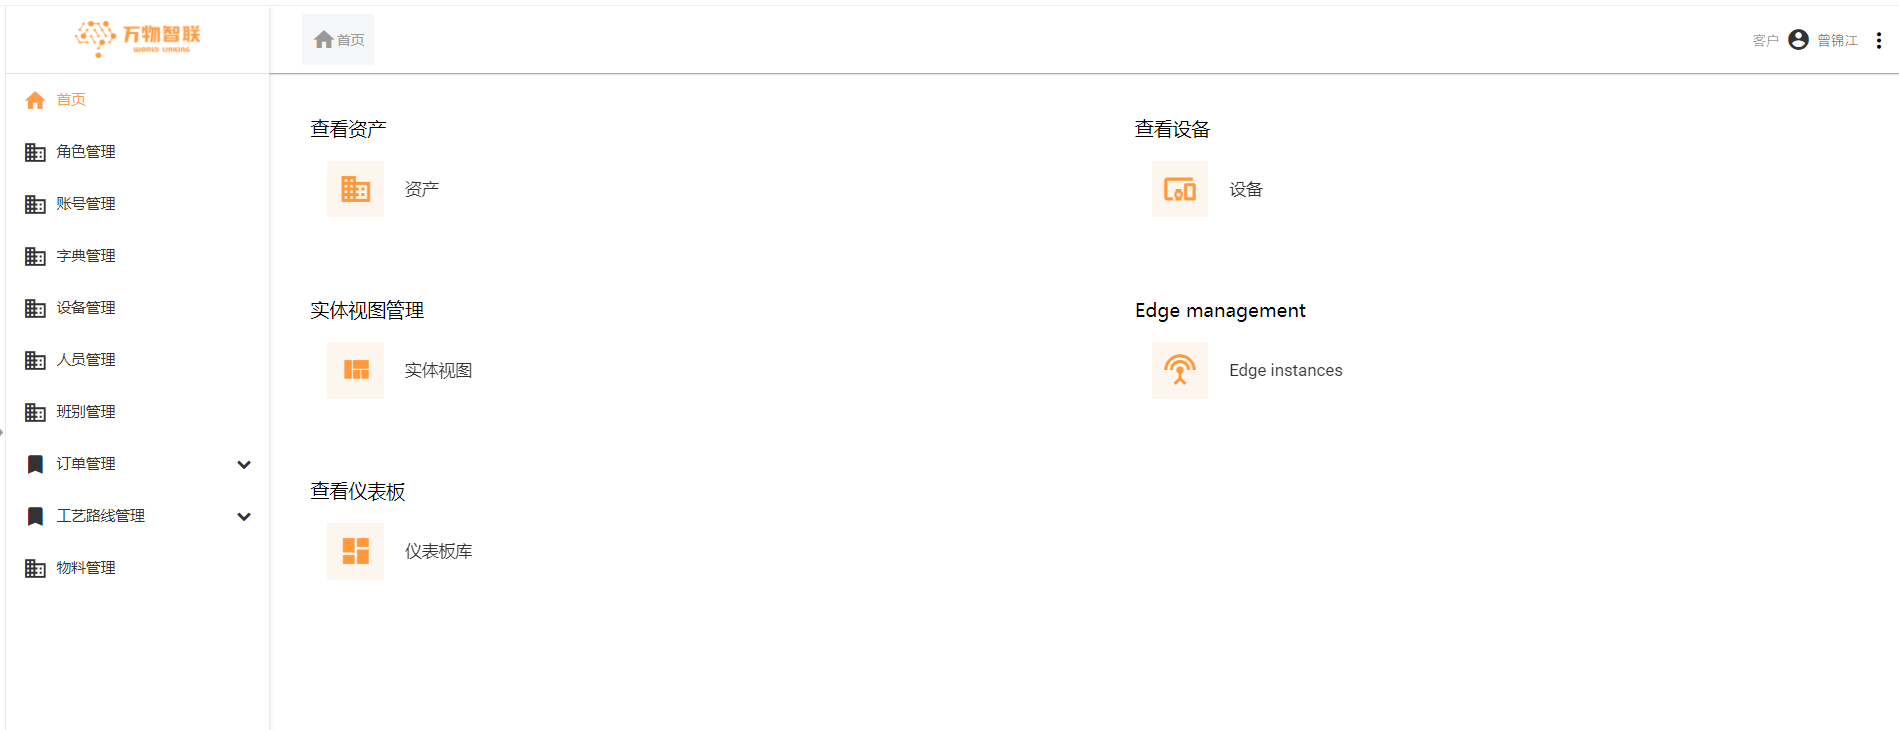 万物智联
WORLD LINKING
首页
客户 曾锦江
首页
角色管理
账号管理
字典管理
设备管理
人员管理
班别管理
订单管理
工艺路线管理
物料管理
查看资产
资产
查看设备
设备
实体视图管理
实体视图
Edge management
Edge instances
查看仪表板
仪表板库